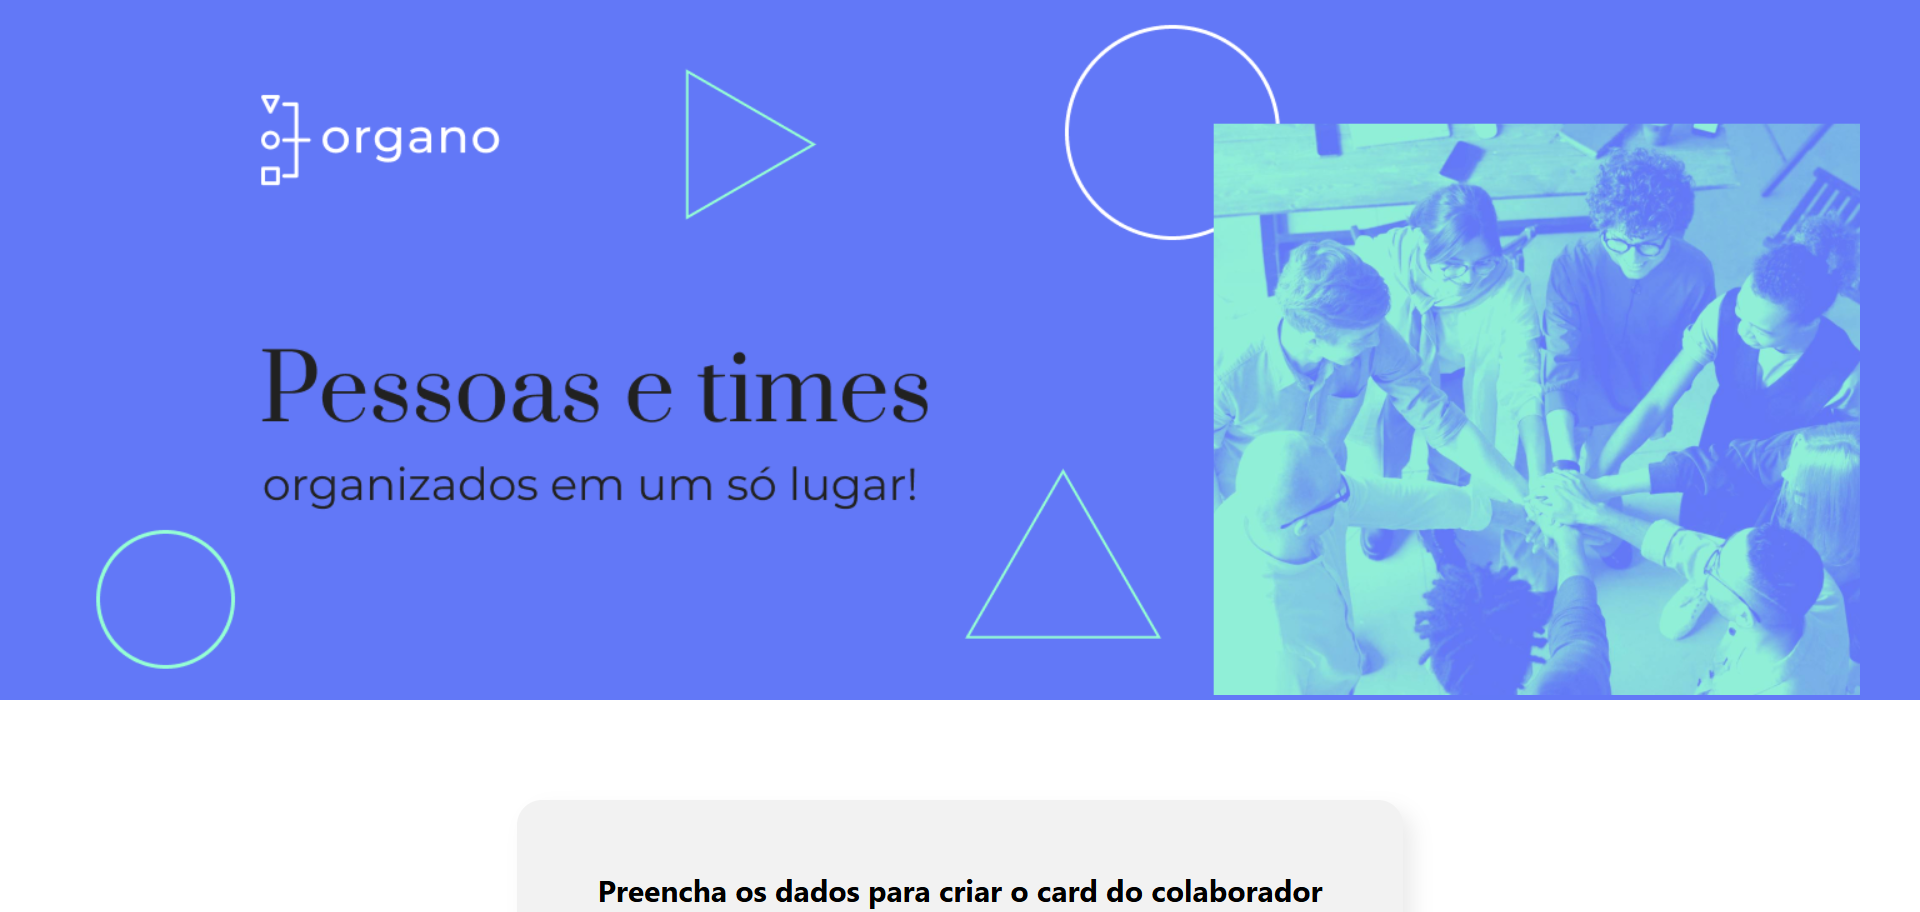 organo
Pessoas e times
organizados em um só lugar!
Preencha os dados para criar o card do colaborador